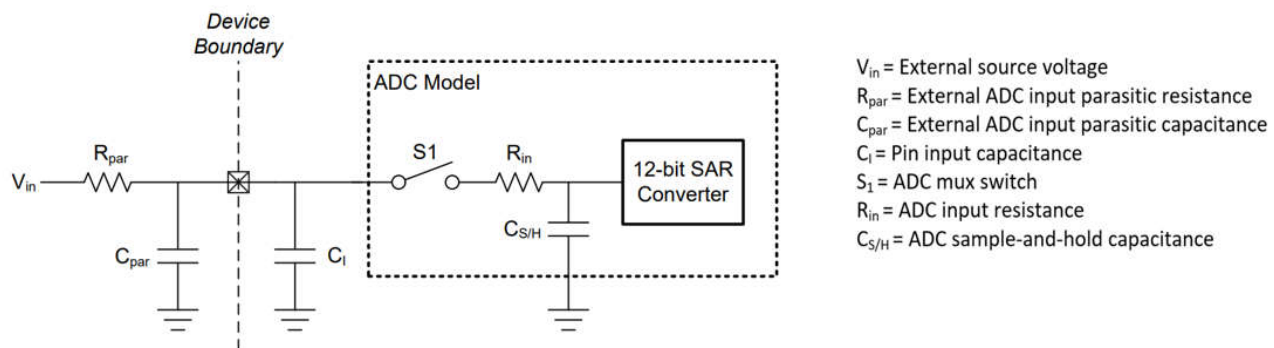 Device
Boundary
ADC Model
V_in
R_par
S1
R_in
12-bit SAR
Converter
C_par
C_I
C_S/H
V_in = External source voltage
R_par = External ADC input parasitic resistance
C_par = External ADC input parasitic capacitance
C_I = Pin input capacitance
S_1 = ADC mux switch
R_in = ADC input resistance
C_S/H = ADC sample-and-hold capacitance